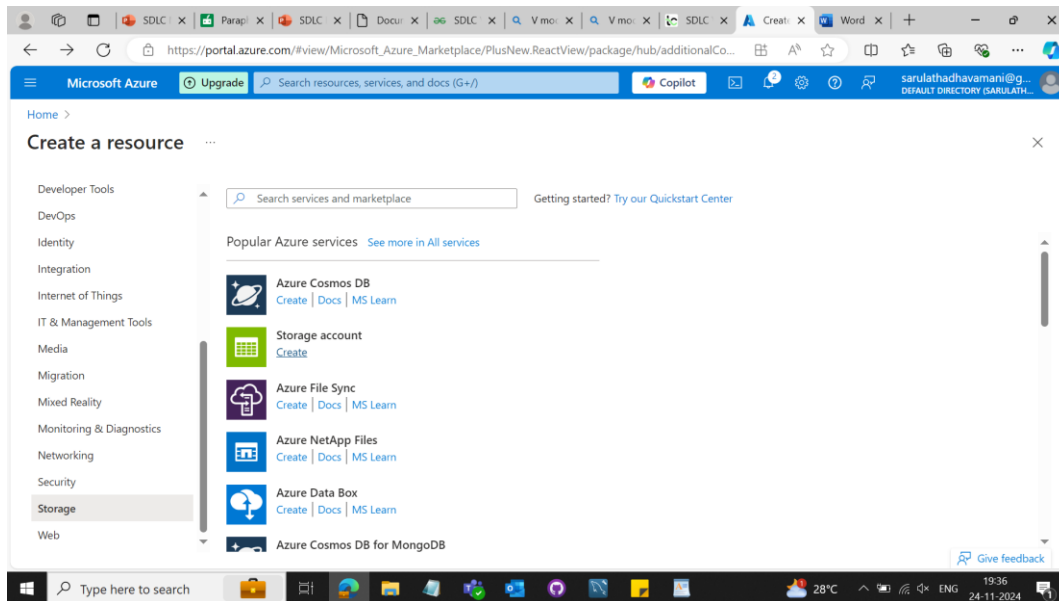 SDLC
Parapl
SDLC
Docur
SDLC
V mo
V mo
SDLC
Create
Word
https://portal.azure.com/#view/Microsoft_Azure_Marketplace/PlusNew.ReactView/package/hub/additionalCo...
Microsoft Azure
Upgrade
Search resources, services, and docs (G+/)
Copilot
2
sarulathadhavamani@g...
DEFAULT DIRECTORY (SARULATH...
Home >
Create a resource ...
Developer Tools
DevOps
Identity
Integration
Internet of Things
IT & Management Tools
Media
Migration
Mixed Reality
Monitoring & Diagnostics
Networking
Security
Storage
Web
Search services and marketplace
Getting started? Try our Quickstart Center
Popular Azure services See more in All services
Azure Cosmos DB
Create | Docs | MS Learn
Storage account
Create
Azure File Sync
Create | Docs | MS Learn
Azure NetApp Files
Create | Docs | MS Learn
Azure Data Box
Create | Docs | MS Learn
Azure Cosmos DB for MongoDB
Give feedback
Type here to search
28°C
ENG
19:36
24-11-2024